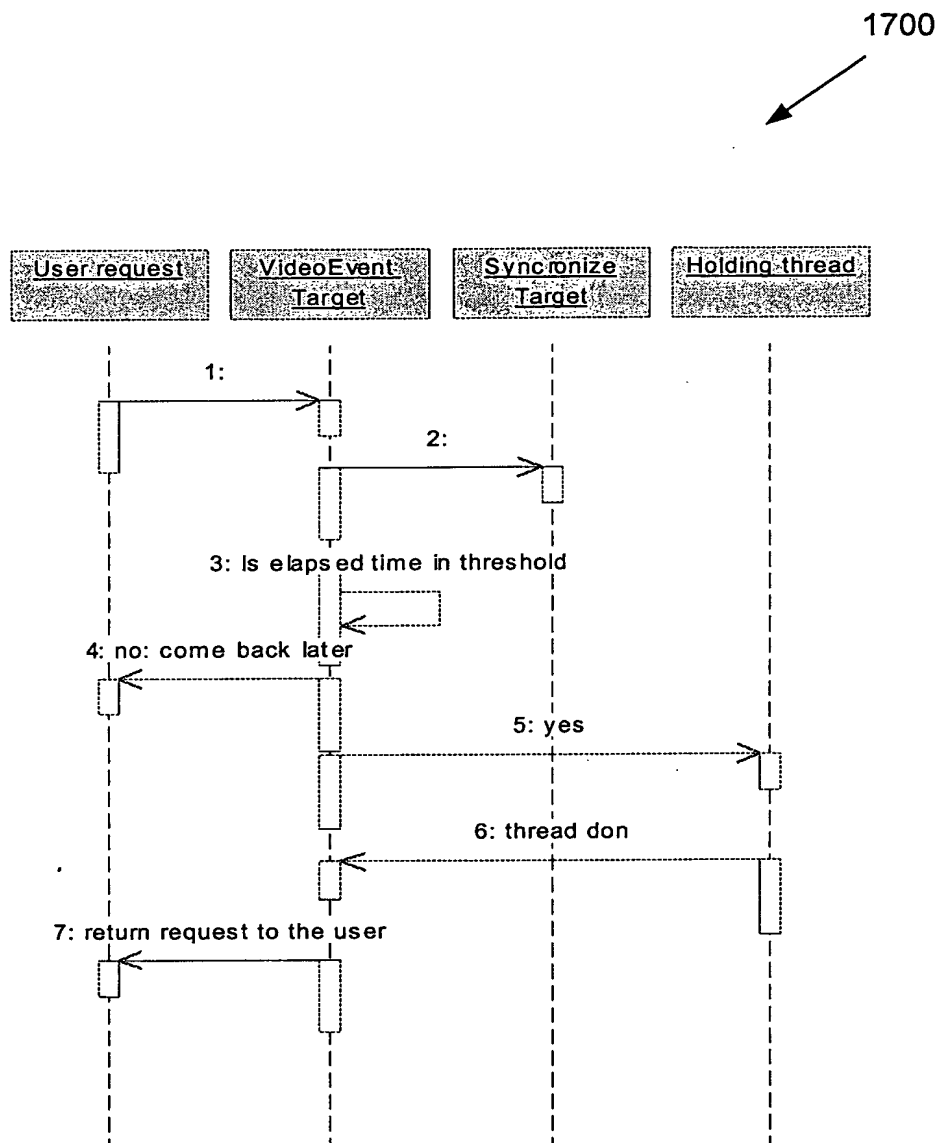 1700
User request
VideoEvent
Target
Syncronize
Target
Holding thread
1:
2:
3: Is elapsed time in threshold
4: no: come back later
5: yes
6: thread don
7: return request to the user